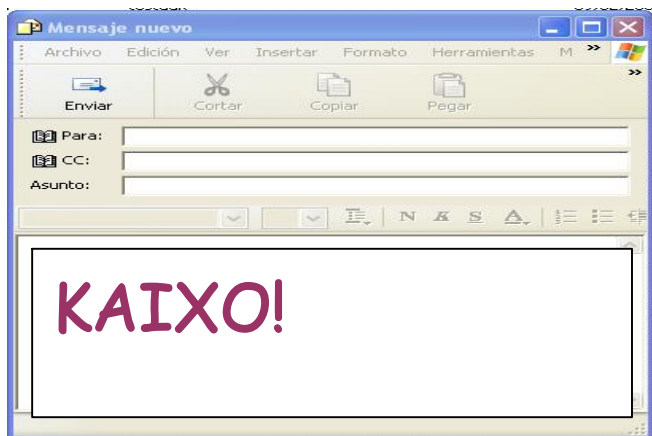 Mensaje nuevo
Archivo Edición Ver Insertar Formato Herramientas M »
»
Enviar Cortar Copiar Pegar
Para:
CC:
Asunto:
N K S A
KAIXO!